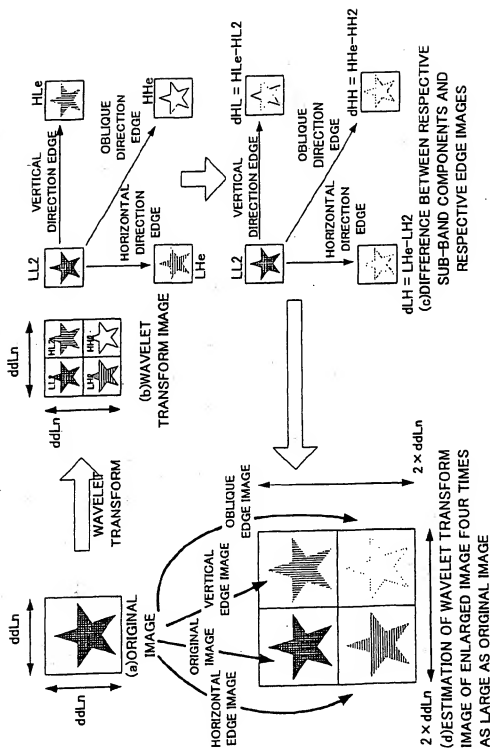 ddLn
ddLn
(a)ORIGINAL
IMAGE
WAVELET
TRANSFORM
ddLn
ddLn
LL2
HL2
LH2
HH2
(b)WAVELET
TRANSFORM IMAGE
LL2
VERTICAL
DIRECTION EDGE
HLe
OBLIQUE
DIRECTION EDGE
HHe
HORIZONTAL
DIRECTION
EDGE
LHe
LL2
VERTICAL
DIRECTION EDGE
dHL = HLe-HL2
OBLIQUE
DIRECTION
EDGE
dHH = HHe-HH2
HORIZONTAL
DIRECTION
EDGE
dLH = LHe-LH2
(c)DIFFERENCE BETWEEN RESPECTIVE
SUB-BAND COMPONENTS AND
RESPECTIVE EDGE IMAGES
HORIZONTAL
EDGE IMAGE
ORIGINAL
IMAGE
VERTICAL
EDGE IMAGE
OBLIQUE
EDGE IMAGE
2 × ddLn
2 × ddLn
(d)ESTIMATION OF WAVELET TRANSFORM
IMAGE OF ENLARGED IMAGE FOUR TIMES
AS LARGE AS ORIGINAL IMAGE